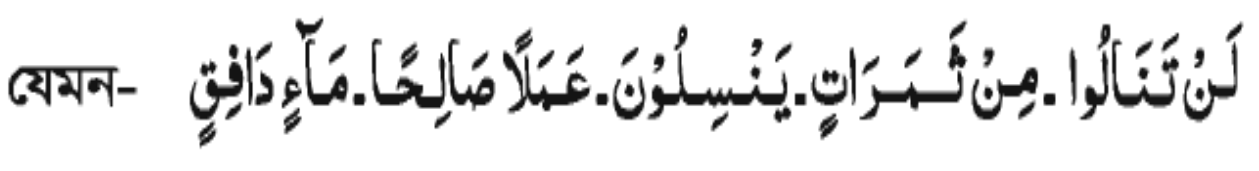 যেমন- لَنْ تَنَالُوا ـ مِنْ ثَمَرَاتٍ ـ يَنْسِلُوْنَ ـ عَمَلًا صَالِحًا ـ مَآءٍ دَافِقٍ